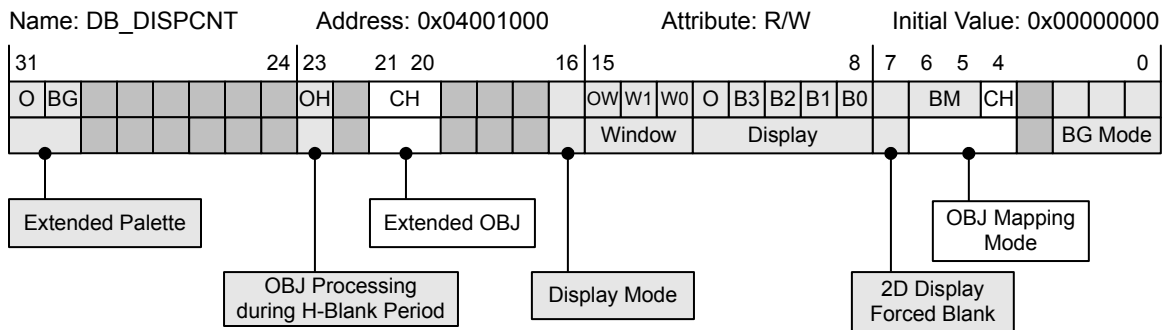 Name: DB_DISPCNT Address: 0x04001000 Attribute: R/W Initial Value: 0x00000000
31 24 23 21 20 16 15 8 7 6 5 4 0
O BG OH CH OW W1 W0 O B3 B2 B1 B0 BM CH
Window Display BG Mode
Extended Palette
Extended OBJ
OBJ Mapping
Mode
OBJ Processing
during H-Blank Period
Display Mode
2D Display
Forced Blank